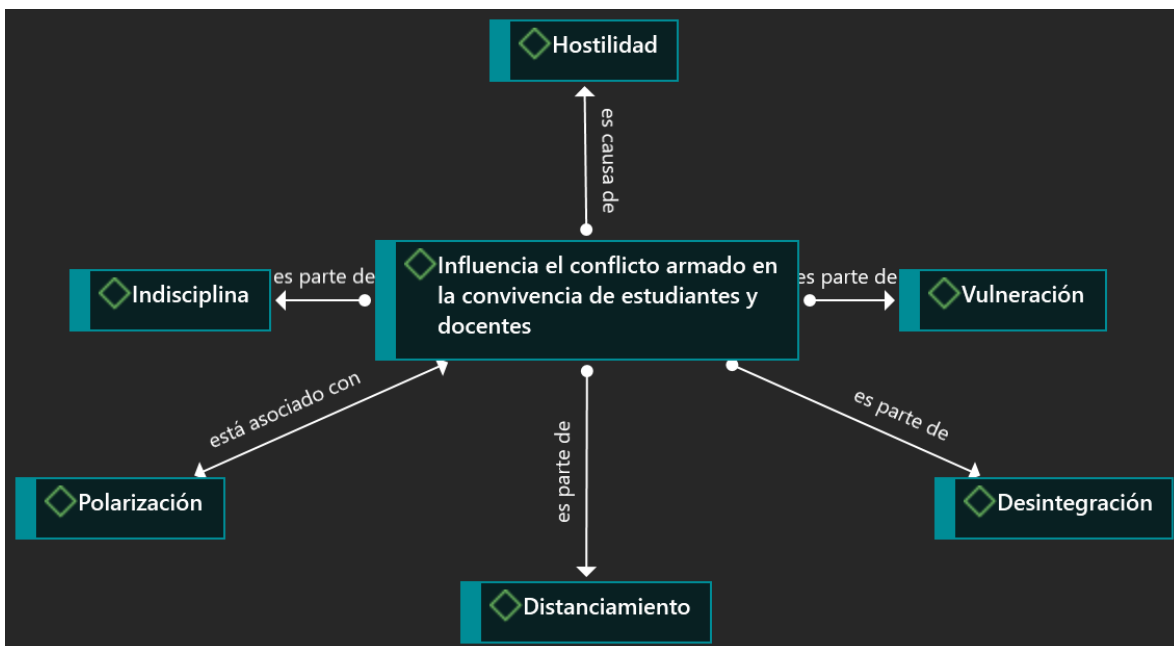 Hostilidad
es causa de
Influencia el conflicto armado en
la convivencia de estudiantes y
docentes
es parte de
Indisciplina
es parte de
Vulneración
está asociado con
Polarización
es parte de
Distanciamiento
es parte de
Desintegración